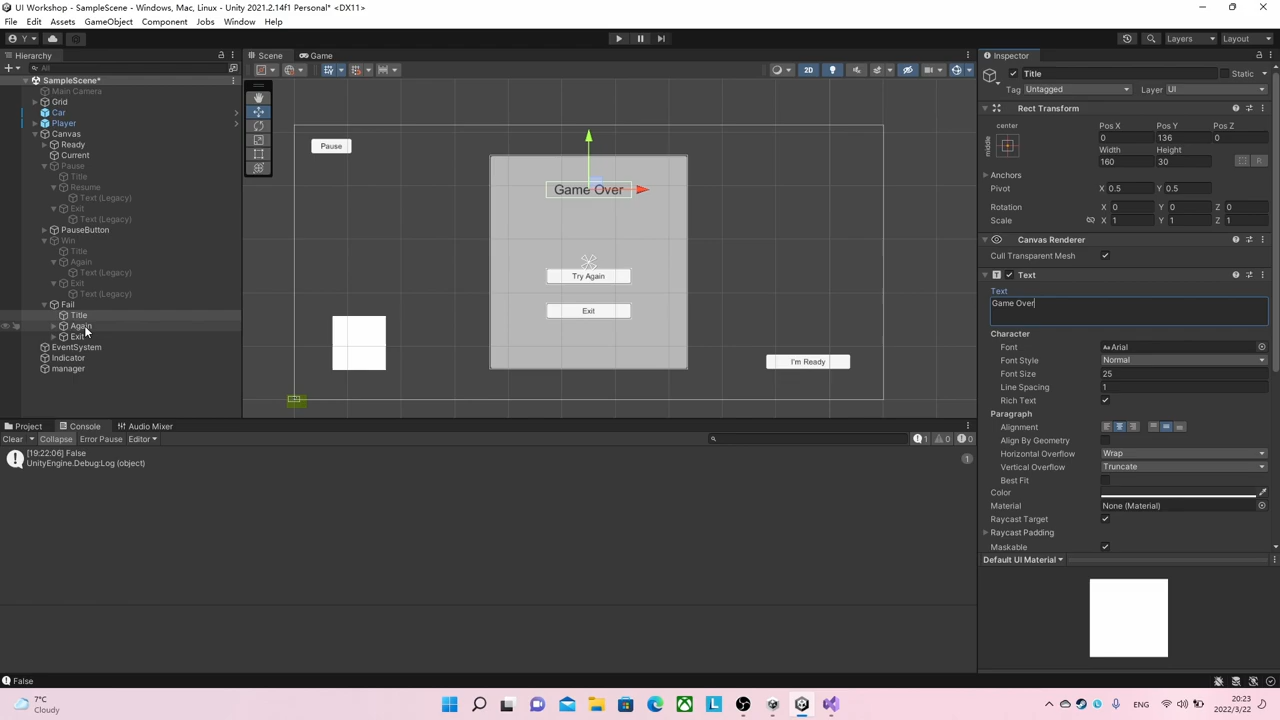 UI Workshop - SampleScene - Windows, Mac, Linux - Unity 2021.2.14f1 Personal* <DX11>
File Edit Assets GameObject Component Jobs Window Help
Y Layers Layout
Hierarchy Scene Game Inspector
All 2D
SampleScene*
Main Camera
Grid
Car
Player
Canvas
Ready
Current
Pause
Title
Resume
Text (Legacy)
Exit
Text (Legacy)
PauseButton
Win
Title
Again
Text (Legacy)
Exit
Text (Legacy)
Fail
Title
Again
Exit
EventSystem
Indicator
manager
Pause
Game Over
Try Again
Exit
I'm Ready
Title Static
Tag Untagged Layer UI
Rect Transform
center Pos X Pos Y Pos Z
middle 0 136 0
Width Height
160 30 R
Anchors
Pivot X 0.5 Y 0.5
Rotation X 0 Y 0 Z 0
Scale X 1 Y 1 Z 1
Canvas Renderer
Cull Transparent Mesh
Text
Text
Game Over
Character
Font Arial
Font Style Normal
Font Size 25
Line Spacing 1
Rich Text
Paragraph
Alignment
Align By Geometry
Horizontal Overflow Wrap
Vertical Overflow Truncate
Best Fit
Color
Material None (Material)
Raycast Target
Raycast Padding
Maskable
Default UI Material
Project Console Audio Mixer
Clear Collapse Error Pause Editor 1 0 0
[19:22:06] False
UnityEngine.Debug:Log (object) 1
False
7°C
Cloudy
ENG
20:23
2022/3/22